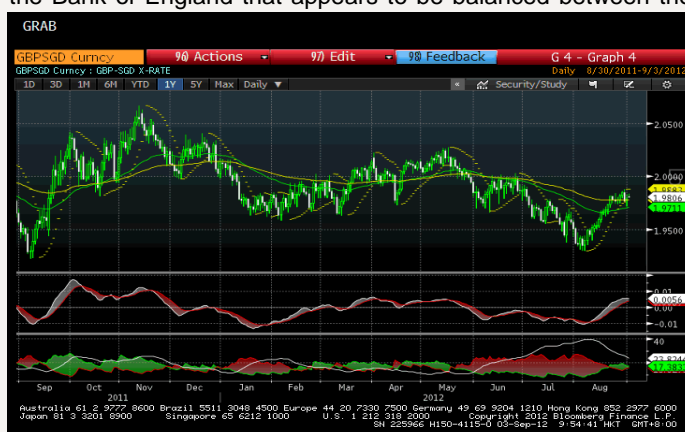 the Bank of England that appears to be balanced between the
GRAB
GBPSGD Curncy 96) Actions 97) Edit 98) Feedback G 4 - Graph 4
GBPSGD Curncy : GBP-SGD X-RATE Daily 8/30/2011-9/3/2012
1D 3D 1M 6M YTD 1Y 5Y Max Daily ▼ « Security/Study
2.0500
2.0000
1.9806
1.9711
1.9500
0.01
0.0056
0.00
-0.01
40
Sep Oct Nov Dec Jan Feb Mar Apr May Jun Jul Aug
2011 2012
Australia 61 2 9777 8600 Brazil 5511 3048 4500 Europe 44 20 7330 7500 Germany 49 69 9204 1210 Hong Kong 852 2977 6000
Japan 81 3 3201 8900 Singapore 65 6212 1000 U.S. 1 212 318 2000 Copyright 2012 Bloomberg Finance L.P.
SN 225966 H150-4115-0 03-Sep-12 9:54:41 HKT GMT+8:00